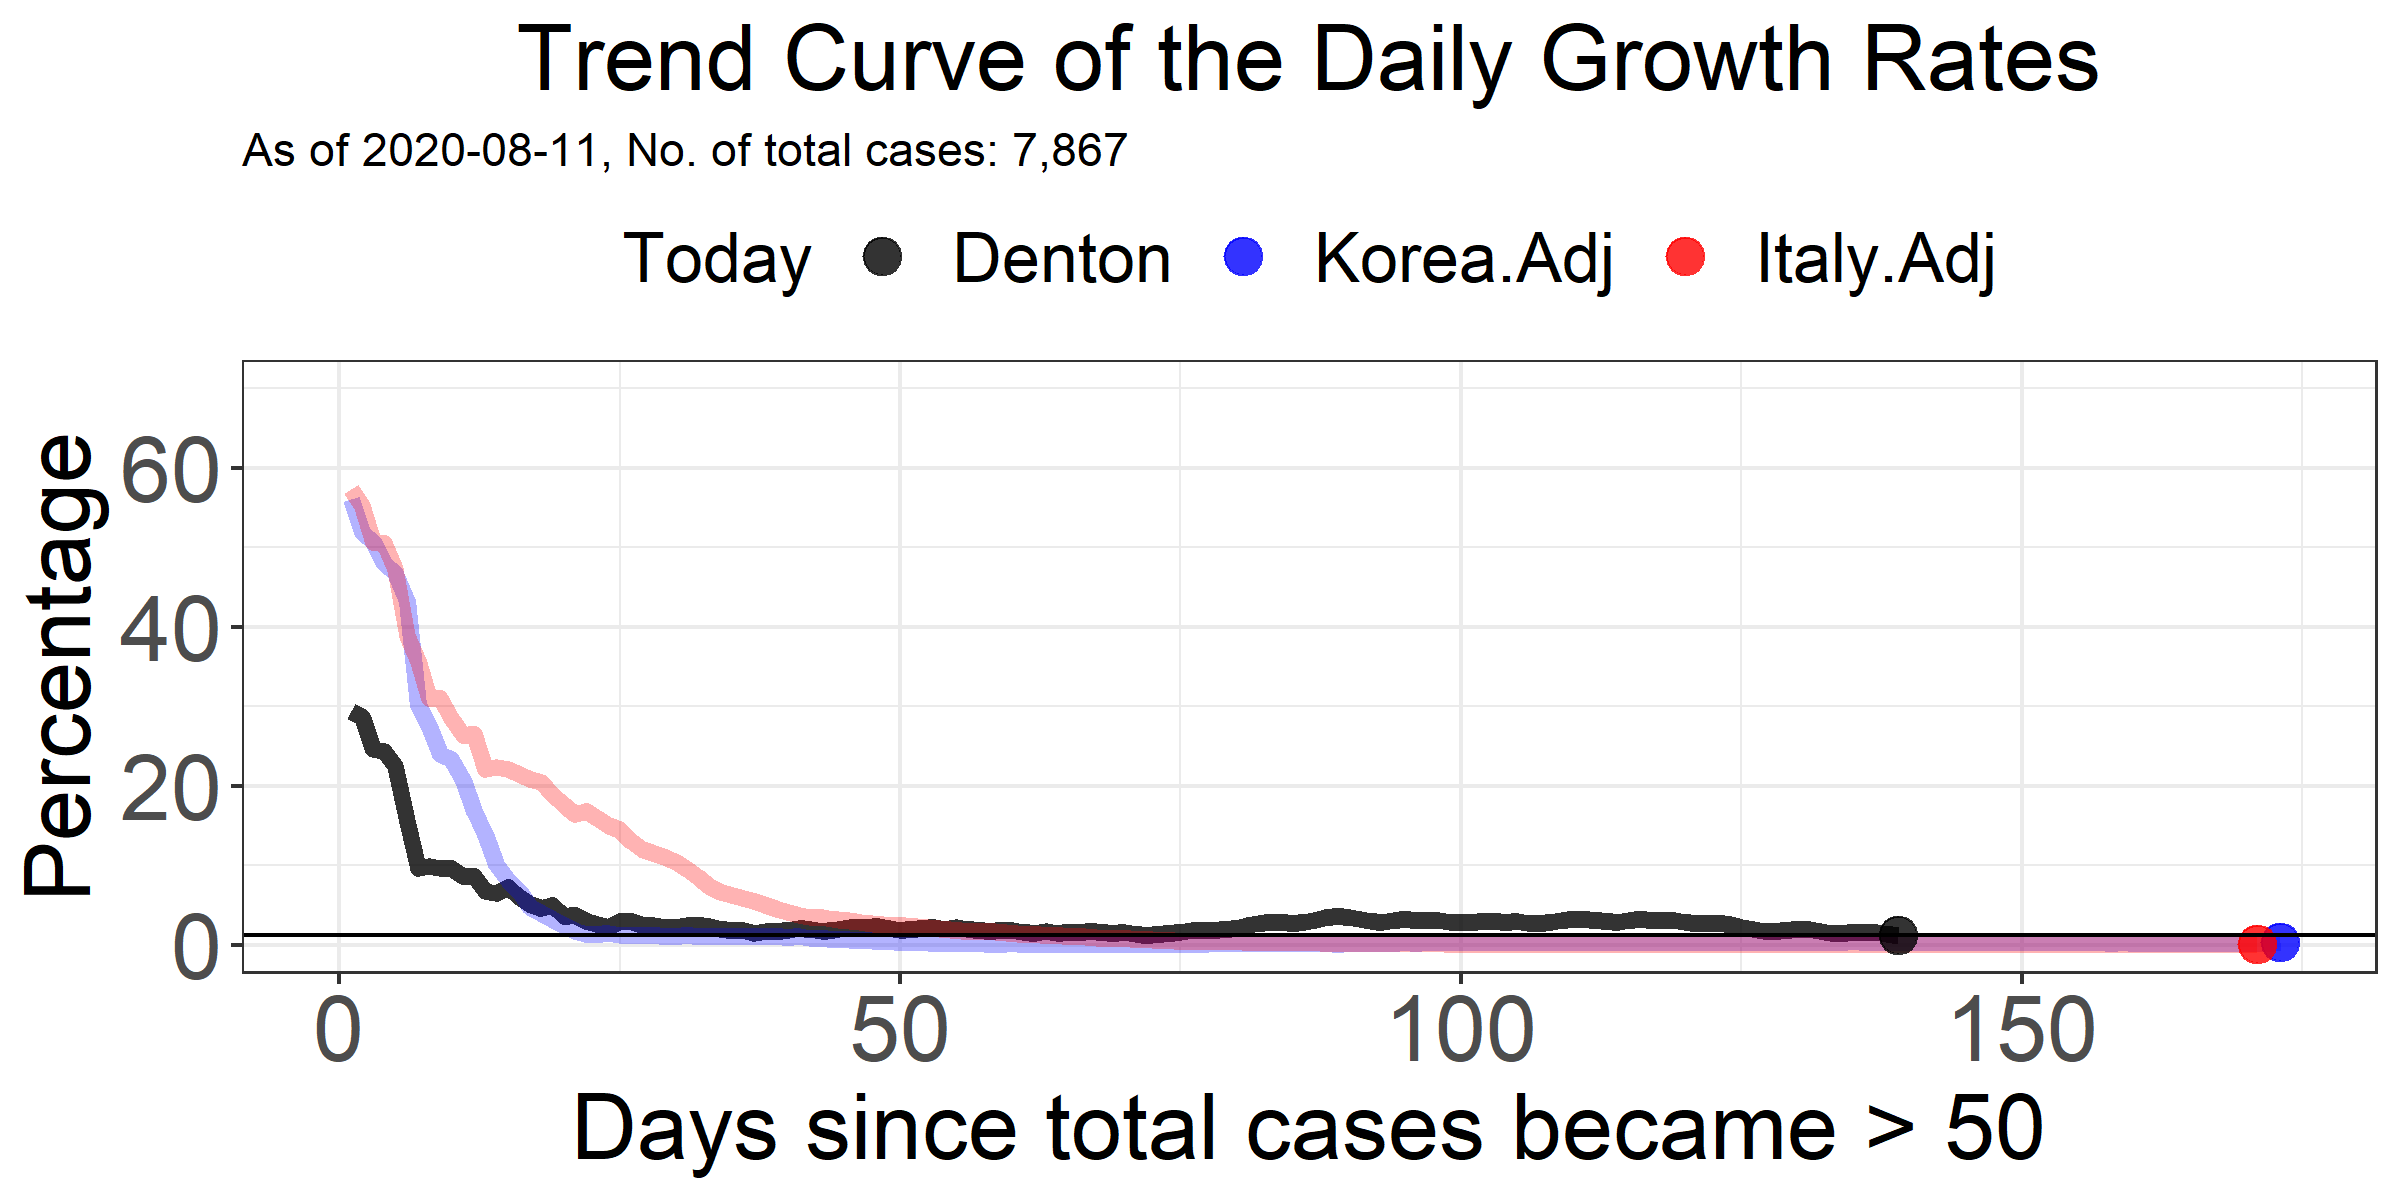 Trend Curve of the Daily Growth Rates
As of 2020-08-11, No. of total cases: 7,867
Today Denton Korea.Adj Italy.Adj
Percentage
60
40
20
0
0 50 100 150
Days since total cases became > 50